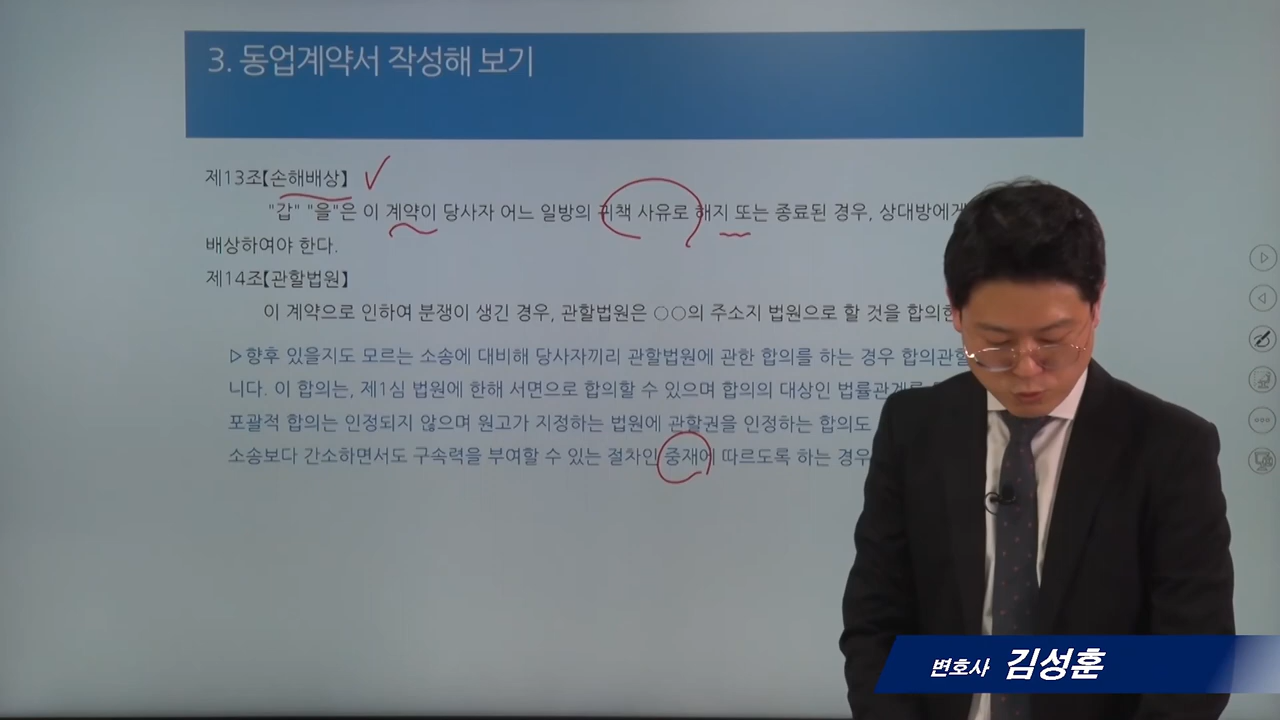 3. 동업계약서 작성해 보기
제13조【손해배상】
"갑" "을"은 이 계약이 당사자 어느 일방의 귀책 사유로 해지 또는 종료된 경우, 상대방에게
배상하여야 한다.
제14조【관할법원】
이 계약으로 인하여 분쟁이 생긴 경우, 관할법원은 ○○의 주소지 법원으로 할 것을
▷향후 있을지도 모르는 소송에 대비해 당사자끼리 관할법원에 관한 합의를 하는 경우
니다. 이 합의는, 제1심 법원에 한해 서면으로 합의할 수 있으며 합의의 대상인 법률관계를
포괄적 합의는 인정되지 않으며 원고가 지정하는 법원에 관할권을 인정하는 합의도
소송보다 간소하면서도 구속력을 부여할 수 있는 절차인 중재에 따르도록 하는 경우
변호사 김성훈